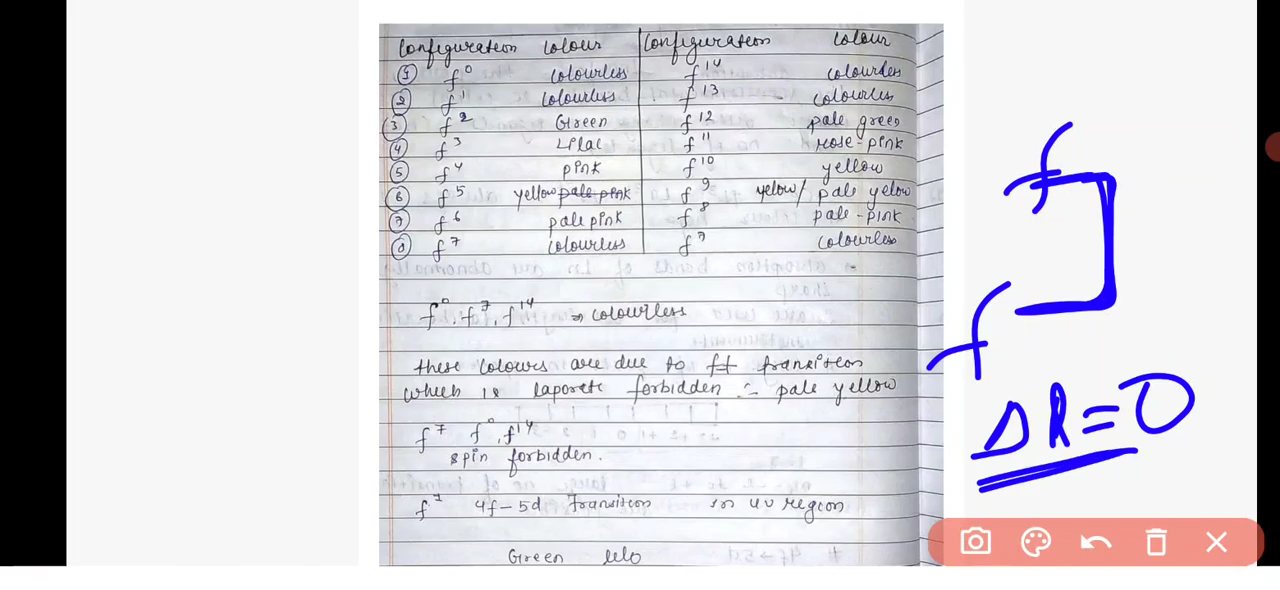 Configuration Colour Configuration Colour
① f⁰ Colourless f¹⁴ Colourless
② f¹ Colourless f¹³ Colourless
③ f² Green f¹² pale green
④ f³ Lilac f¹¹ rose-pink
⑤ f⁴ pink f¹⁰ yellow
⑥ f⁵ yellow pale pink f⁹ yellow/ pale yelow
⑦ f⁶ pale pink f⁸ pale-pink
⑧ f⁷ Colourless f⁷ Colourless
f⁰, f⁷, f¹⁴ ⇒ colourless
these colours are due to ff transition
which is laporete forbidden ∴ pale yellow
f⁷ f⁰, f¹⁴
spin forbidden.
f¹ 4f-5d Transition in UV region
Green
f
f
Δl=0